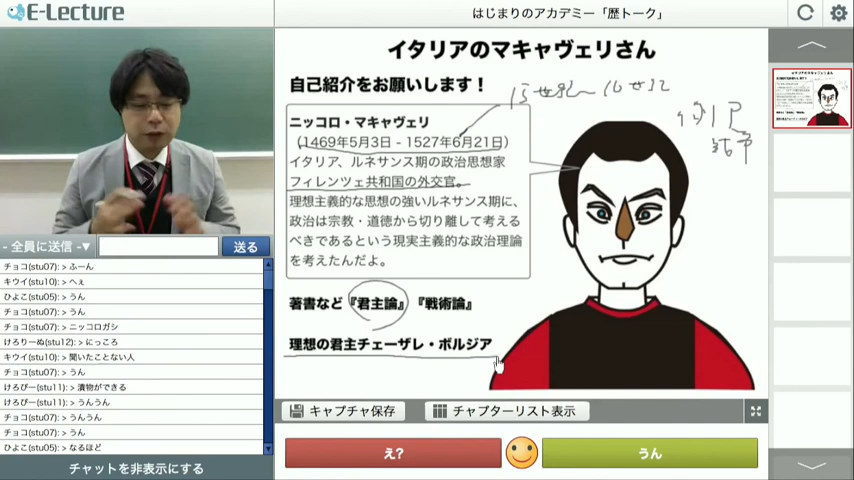 E-Lecture
はじまりのアカデミー「歴トーク」
イタリアのマキャヴェリさん
自己紹介をお願いします！
15世紀〜16世紀
ニッコロ・マキャヴェリ
（1469年5月3日 - 1527年6月21日）
イタリア、ルネサンス期の政治思想家
フィレンツェ共和国の外交官。
理想主義的な思想の強いルネサンス期に、
政治は宗教・道徳から切り離して考える
べきであるという現実主義的な政治理論
を考えたんだよ。
著書など『君主論』『戦術論』
理想の君主チェーザレ・ボルジア
- 全員に送信 -▼
送る
チョコ(stu07): > ふーん
キウイ(stu10): > へぇ
ひよこ(stu05): > うん
チョコ(stu07): > うん
チョコ(stu07): > ニッコロガシ
けろりーぬ(stu12): > にっころ
キウイ(stu10): > 聞いたことない人
チョコ(stu07): > うん
けろぴー(stu11): > 漬物ができる
けろぴー(stu11): > うんうん
チョコ(stu07): > うんうん
チョコ(stu07): > うん
ひよこ(stu05): > なるほど
チャットを非表示にする
キャプチャ保存
チャプターリスト表示
え?
うん